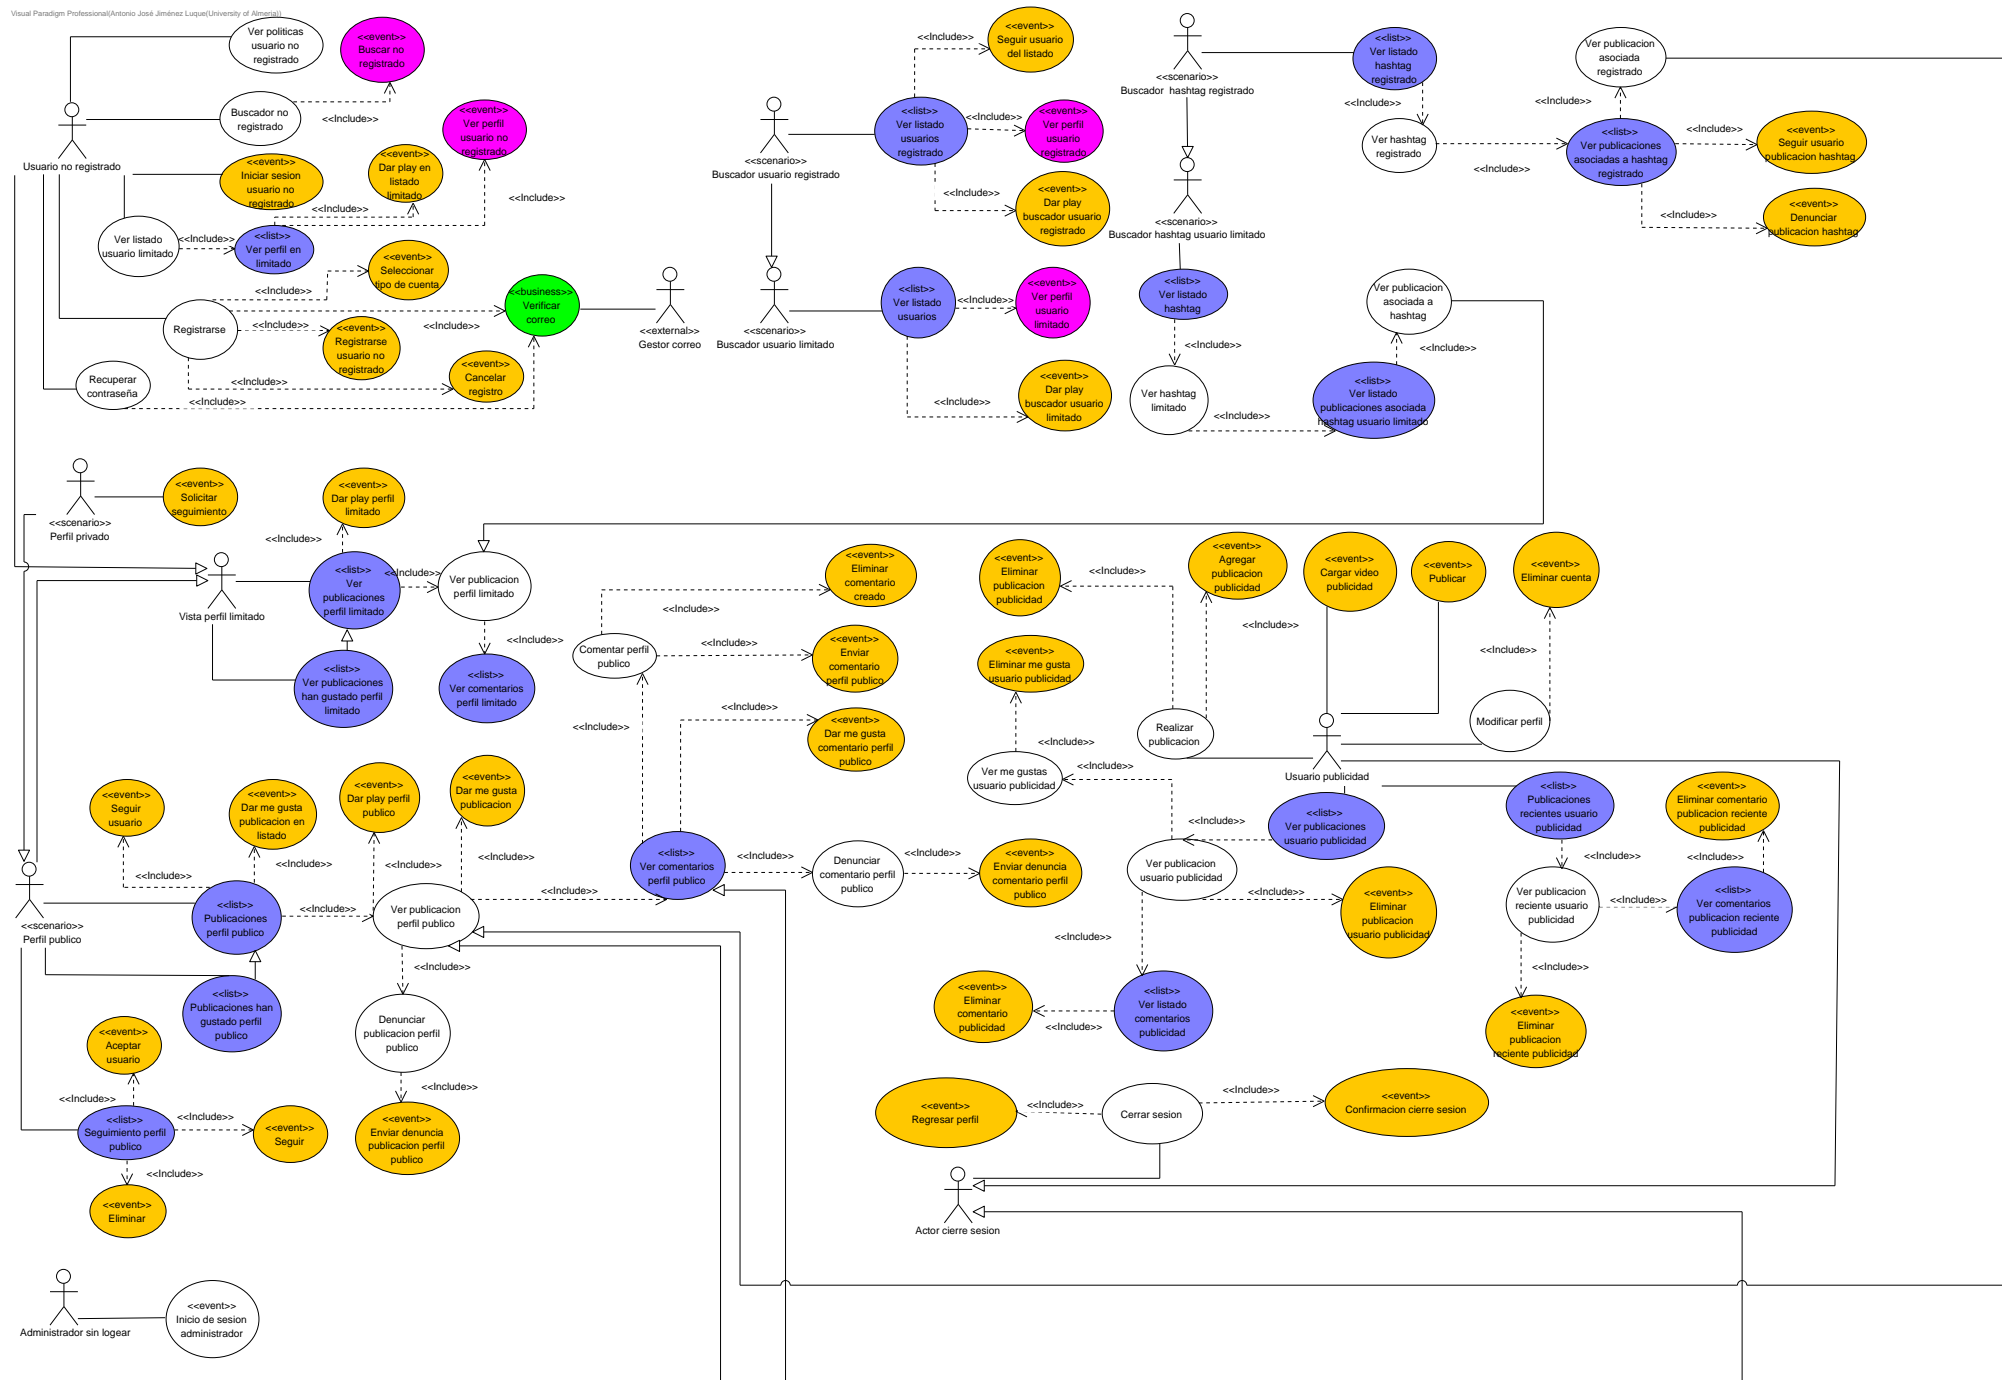 Visual Paradigm Professional(Antonio José Jiménez Luque(University of Almeria))
Ver politicas
usuario no
registrado
<<event>>
Buscar no
registrado
Buscador no
registrado
<<Include>>
<<event>>
Ver perfil
usuario no
registrado
Usuario no registrado
<<event>>
Iniciar sesion
usuario no
registrado
<<event>>
Dar play en
listado
limitado
<<Include>>
<<Include>>
Ver listado
usuario limitado
<<Include>>
<<list>>
Ver perfil en
limitado
<<event>>
Seleccionar
tipo de cuenta
<<Include>>
Registrarse
<<Include>>
<<event>>
Registrarse
usuario no
registrado
<<Include>>
<<business>>
Verificar
correo
<<external>>
Gestor correo
<<Include>>
<<event>>
Cancelar
registro
Recuperar
contraseña
<<Include>>
<<Include>>
<<event>>
Seguir usuario
del listado
<<scenario>>
Buscador usuario registrado
<<list>>
Ver listado
usuarios
registrado
<<Include>>
<<event>>
Ver perfil
usuario
registrado
<<Include>>
<<event>>
Dar play
buscador usuario
registrado
<<scenario>>
Buscador usuario limitado
<<list>>
Ver listado
usuarios
<<Include>>
<<event>>
Ver perfil
usuario
limitado
<<Include>>
<<event>>
Dar play
buscador usuario
limitado
<<scenario>>
Buscador  hashtag registrado
<<list>>
Ver listado
hashtag
registrado
<<Include>>
Ver hashtag
registrado
<<Include>>
Ver publicacion
asociada
registrado
<<Include>>
<<list>>
Ver publicaciones
asociadas a hashtag
registrado
<<Include>>
<<event>>
Seguir usuario
publicacion hashtag
<<Include>>
<<event>>
Denunciar
publicacion hashtag
<<scenario>>
Buscador hashtag usuario limitado
<<list>>
Ver listado
hashtag
<<Include>>
Ver hashtag
limitado
<<Include>>
Ver publicacion
asociada a
hashtag
<<Include>>
<<list>>
Ver listado
publicaciones asociada
hashtag usuario limitado
<<scenario>>
Perfil privado
<<event>>
Solicitar
seguimiento
<<event>>
Dar play perfil
limitado
<<Include>>
Vista perfil limitado
<<list>>
Ver
publicaciones
perfil limitado
<<Include>>
Ver publicacion
perfil limitado
<<Include>>
<<list>>
Ver publicaciones
han gustado perfil
limitado
<<list>>
Ver comentarios
perfil limitado
<<event>>
Eliminar
comentario
creado
<<Include>>
Comentar perfil
publico
<<Include>>
<<event>>
Enviar
comentario
perfil publico
<<Include>>
<<Include>>
<<event>>
Dar me gusta
comentario perfil
publico
<<event>>
Eliminar
publicacion
publicidad
<<Include>>
<<event>>
Agregar
publicacion
publicidad
<<Include>>
<<event>>
Cargar video
publicidad
<<event>>
Publicar
<<event>>
Eliminar cuenta
<<Include>>
<<event>>
Eliminar me gusta
usuario publicidad
<<Include>>
Realizar
publicacion
Modificar perfil
Usuario publicidad
Ver me gustas
usuario publicidad
<<Include>>
<<event>>
Seguir
usuario
<<event>>
Dar me gusta
publicacion en
listado
<<event>>
Dar play perfil
publico
<<event>>
Dar me gusta
publicacion
<<Include>>
<<Include>>
<<Include>>
<<Include>>
<<scenario>>
Perfil publico
<<list>>
Publicaciones
perfil publico
<<Include>>
Ver publicacion
perfil publico
<<Include>>
<<list>>
Ver comentarios
perfil publico
<<Include>>
Denunciar
comentario perfil
publico
<<Include>>
<<event>>
Enviar denuncia
comentario perfil
publico
<<Include>>
<<list>>
Ver publicaciones
usuario publicidad
Ver publicacion
usuario publicidad
<<Include>>
<<event>>
Eliminar
publicacion
usuario publicidad
<<Include>>
<<list>>
Publicaciones
recientes usuario
publicidad
<<Include>>
<<event>>
Eliminar comentario
publicacion reciente
publicidad
<<Include>>
Ver publicacion
reciente usuario
publicidad
<<Include>>
<<list>>
Ver comentarios
publicacion reciente
publicidad
<<Include>>
<<event>>
Eliminar
publicacion
reciente publicidad
<<list>>
Publicaciones han
gustado perfil
publico
<<Include>>
Denunciar
publicacion perfil
publico
<<Include>>
<<event>>
Enviar denuncia
publicacion perfil
publico
<<event>>
Eliminar
comentario
publicidad
<<Include>>
<<list>>
Ver listado
comentarios
publicidad
<<event>>
Aceptar
usuario
<<Include>>
<<list>>
Seguimiento perfil
publico
<<Include>>
<<event>>
Seguir
<<Include>>
<<event>>
Eliminar
<<event>>
Regresar perfil
<<Include>>
Cerrar sesion
<<Include>>
<<event>>
Confirmacion cierre sesion
Actor cierre sesion
Administrador sin logear
<<event>>
Inicio de sesion
administrador